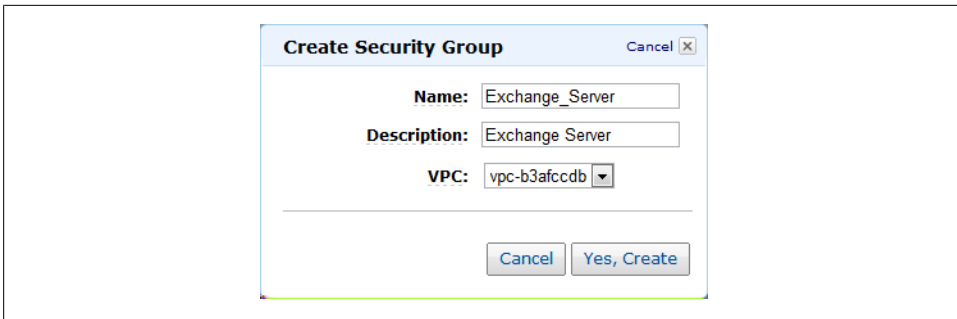 Create Security Group Cancel
Name: Exchange_Server
Description: Exchange Server
VPC: vpc-b3afccdb
Cancel Yes, Create